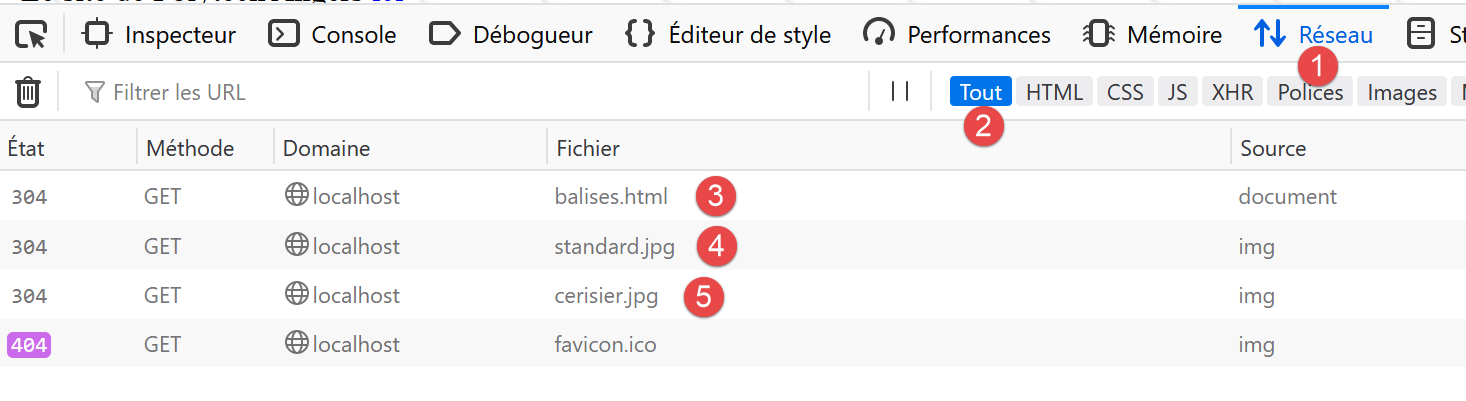 Inspecteur Console Débogueur Éditeur de style Performances Mémoire Réseau
1
Filtrer les URL Tout HTML CSS JS XHR Polices Images
2
État Méthode Domaine Fichier Source
304 GET localhost balises.html 3 document
304 GET localhost standard.jpg 4 img
304 GET localhost cerisier.jpg 5 img
404 GET localhost favicon.ico img